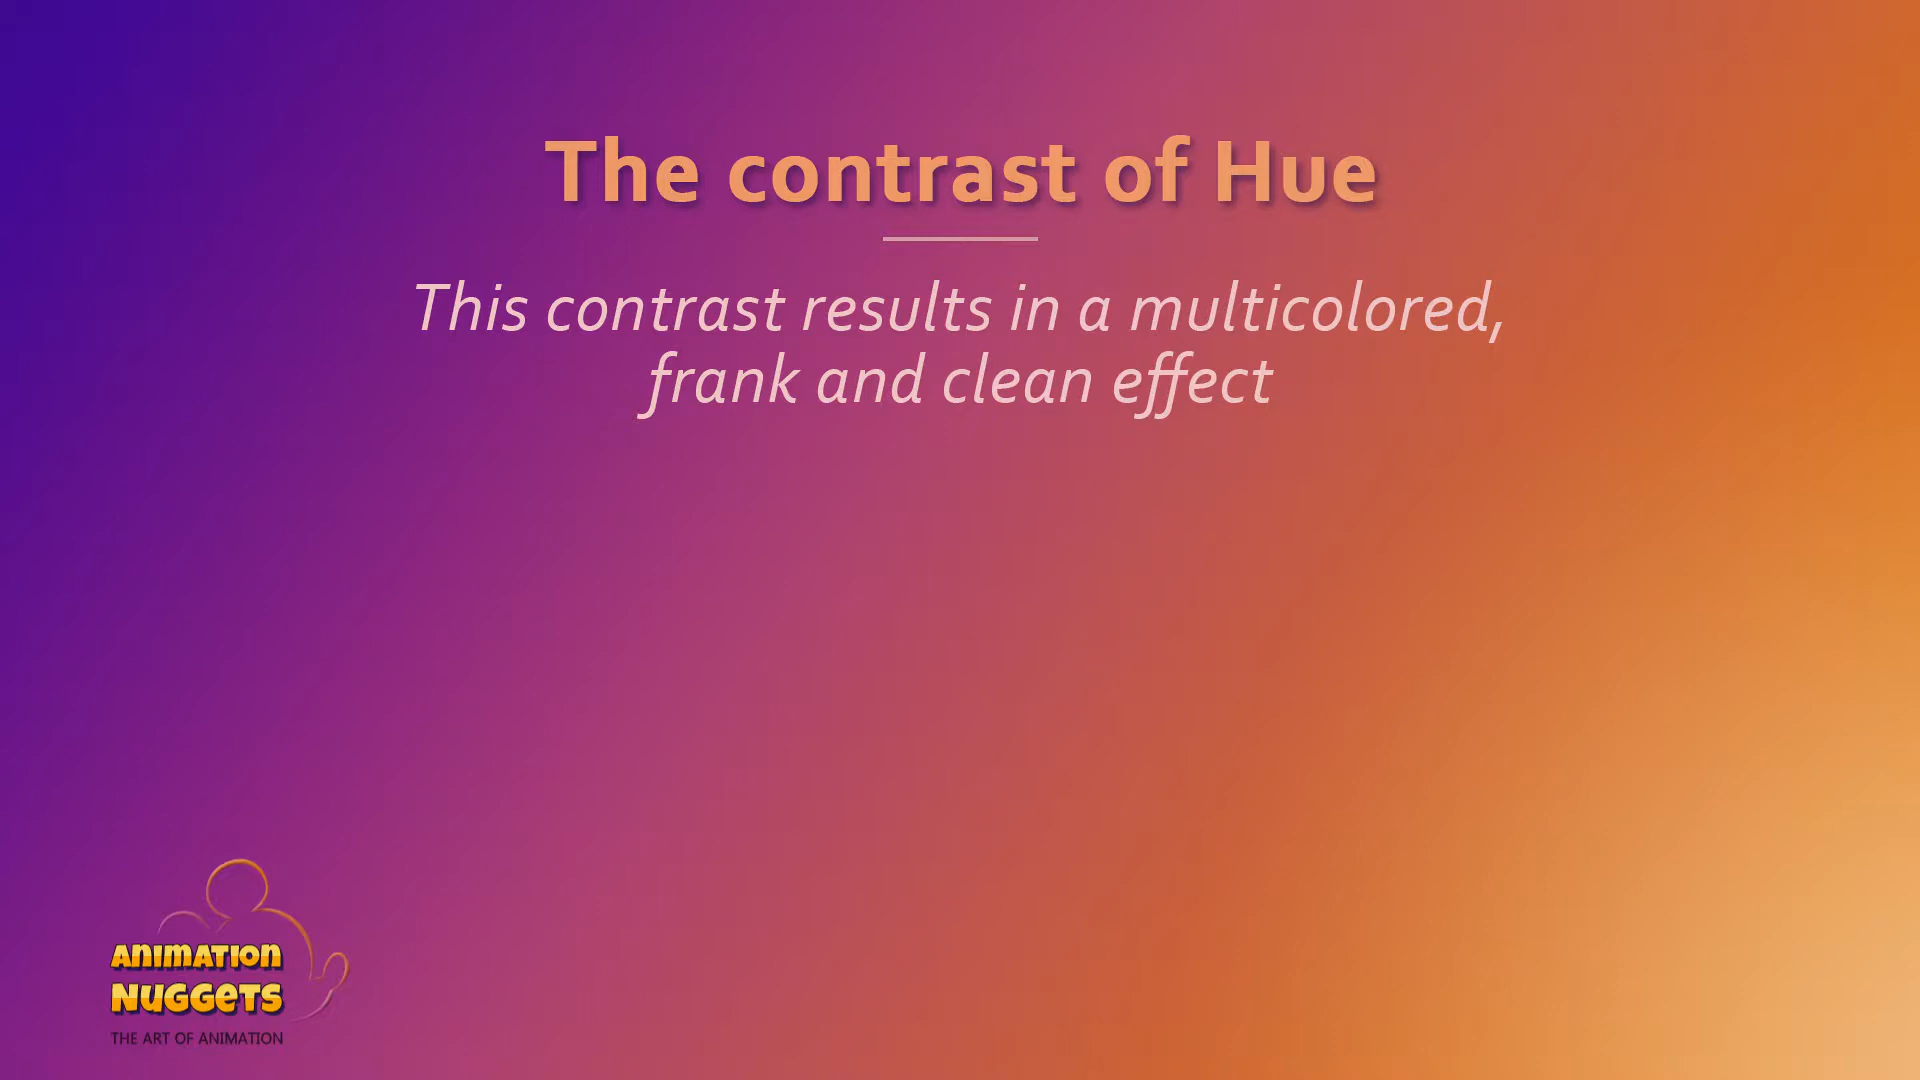 The contrast of Hue
This contrast results in a multicolored,
frank and clean effect
ANIMATION
NUGGETS
THE ART OF ANIMATION